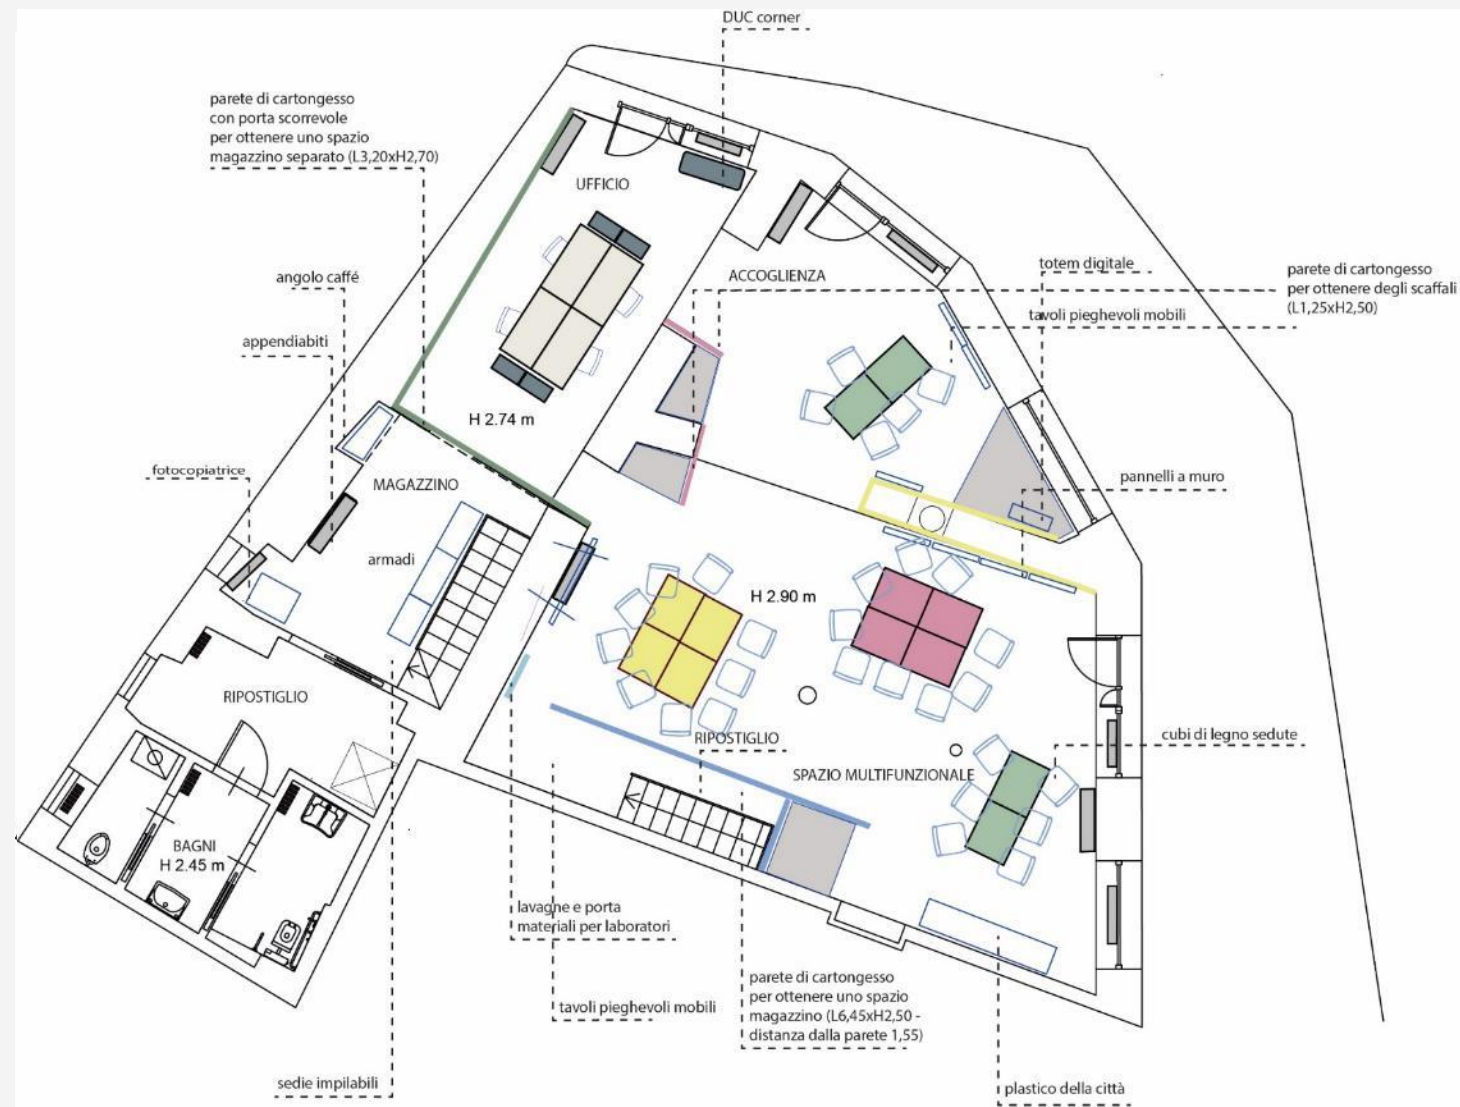 DUC corner
parete di cartongesso
con porta scorrevole
per ottenere uno spazio
magazzino separato (L3,20xH2,70)
UFFICIO
ACCOGLIENZA
totem digitale
parete di cartongesso
per ottenere degli scaffali
(L1,25xH2,50)
angolo caffé
tavoli pieghevoli mobili
appendiabiti
H 2.74 m
fotocopiatrice
MAGAZZINO
pannelli a muro
armadi
H 2.90 m
RIPOSTIGLIO
RIPOSTIGLIO
cubi di legno sedute
SPAZIO MULTIFUNZIONALE
BAGNI
H 2.45 m
lavagne e porta
materiali per laboratori
parete di cartongesso
per ottenere uno spazio
magazzino (L6,45xH2,50 -
distanza dalla parete 1,55)
tavoli pieghevoli mobili
sedie impilabili
plastico della città